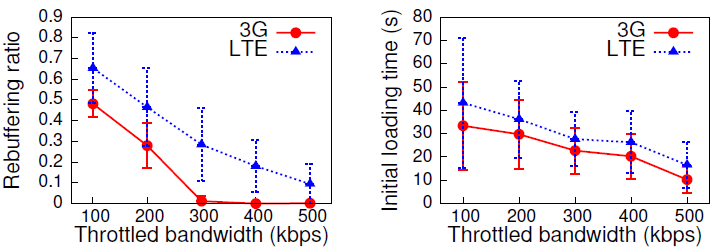 Rebuffering ratio
0.9
0.8
0.7
0.6
0.5
0.4
0.3
0.2
0.1
0
3G
LTE
100 200 300 400 500
Throttled bandwidth (kbps)
Initial loading time (s)
80
70
60
50
40
30
20
10
0
3G
LTE
100 200 300 400 500
Throttled bandwidth (kbps)